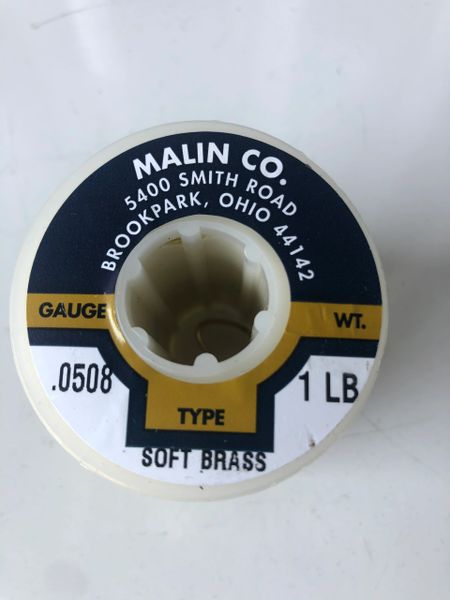 MALIN CO.
5400 SMITH ROAD
BROOKPARK, OHIO 44142
GAUGE
WT.
.0508
1 LB
TYPE
SOFT BRASS